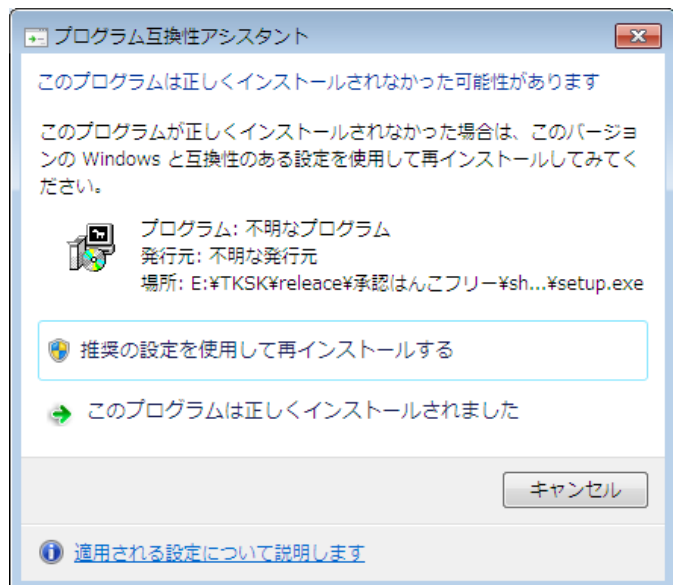 プログラム互換性アシスタント
このプログラムは正しくインストールされなかった可能性があります
このプログラムが正しくインストールされなかった場合は、このバージョ
ンの Windows と互換性のある設定を使用して再インストールしてみてく
ださい。
プログラム: 不明なプログラム
発行元: 不明な発行元
場所: E:¥TKSK¥releace¥承認はんこフリー¥sh...¥setup.exe
推奨の設定を使用して再インストールする
このプログラムは正しくインストールされました
キャンセル
適用される設定について説明します